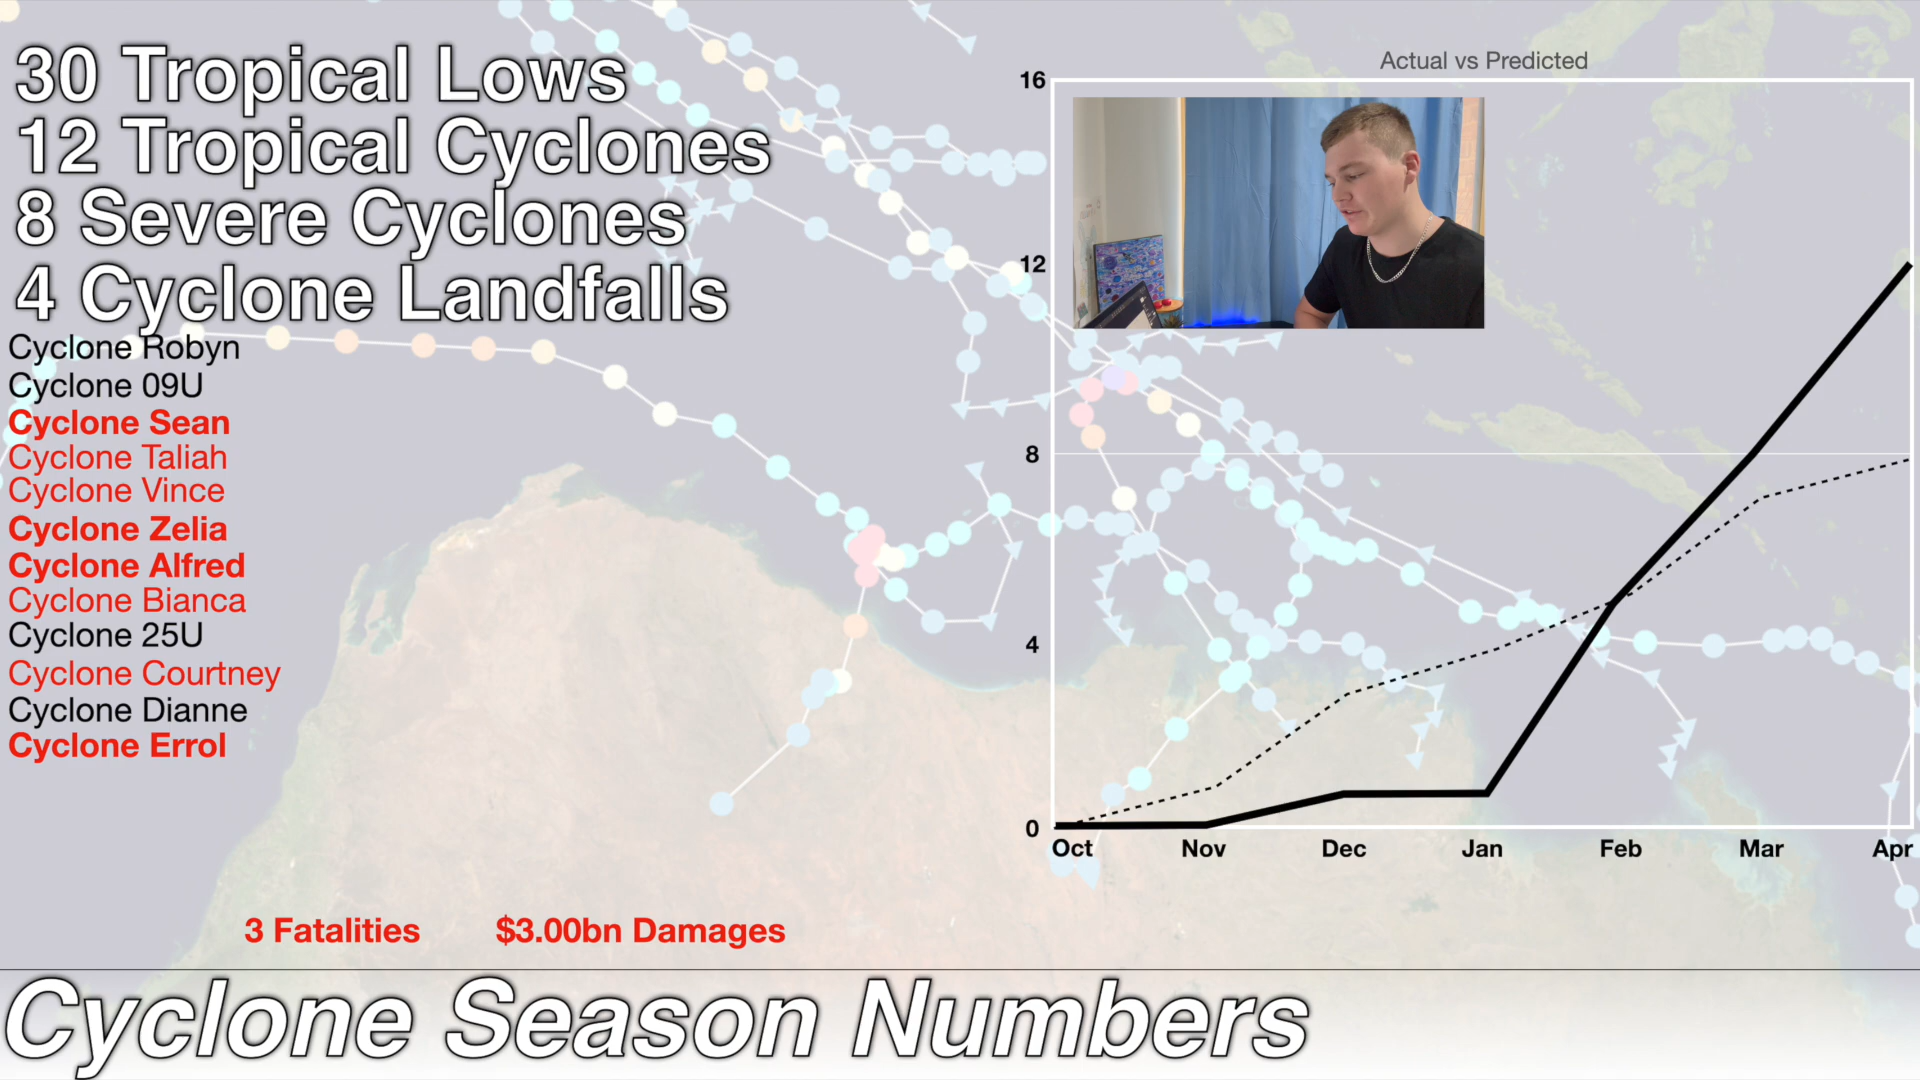 30 Tropical Lows
12 Tropical Cyclones
8 Severe Cyclones
4 Cyclone Landfalls
Cyclone Robyn
Cyclone 09U
Cyclone Sean
Cyclone Taliah
Cyclone Vince
Cyclone Zelia
Cyclone Alfred
Cyclone Bianca
Cyclone 25U
Cyclone Courtney
Cyclone Dianne
Cyclone Errol
3 Fatalities $3.00bn Damages
Actual vs Predicted
16
12
8
4
0
Oct Nov Dec Jan Feb Mar Apr
Cyclone Season Numbers